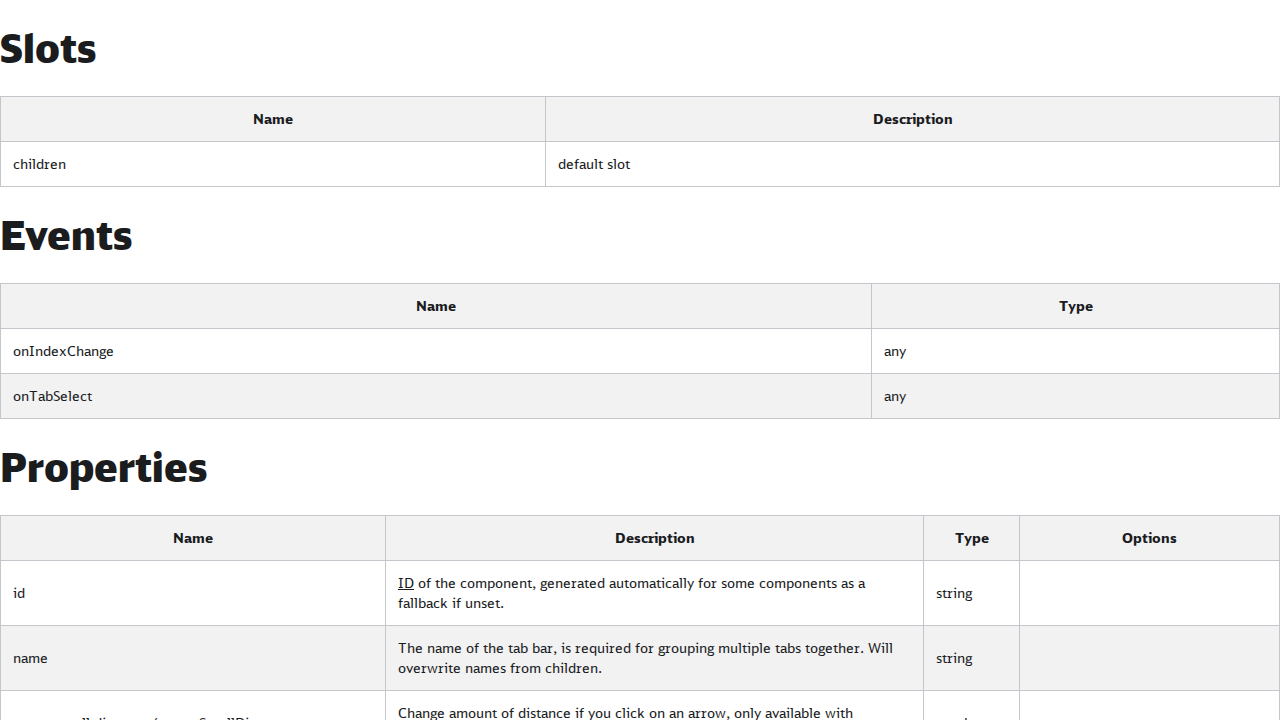 Slots
Name Description
children default slot
Events
Name Type
onIndexChange any
onTabSelect any
Properties
Name Description Type Options
id ID of the component, generated automatically for some components as a fallback if unset. string
name The name of the tab bar, is required for grouping multiple tabs together. Will overwrite names from children. string
Change amount of distance if you click on an arrow, only available with